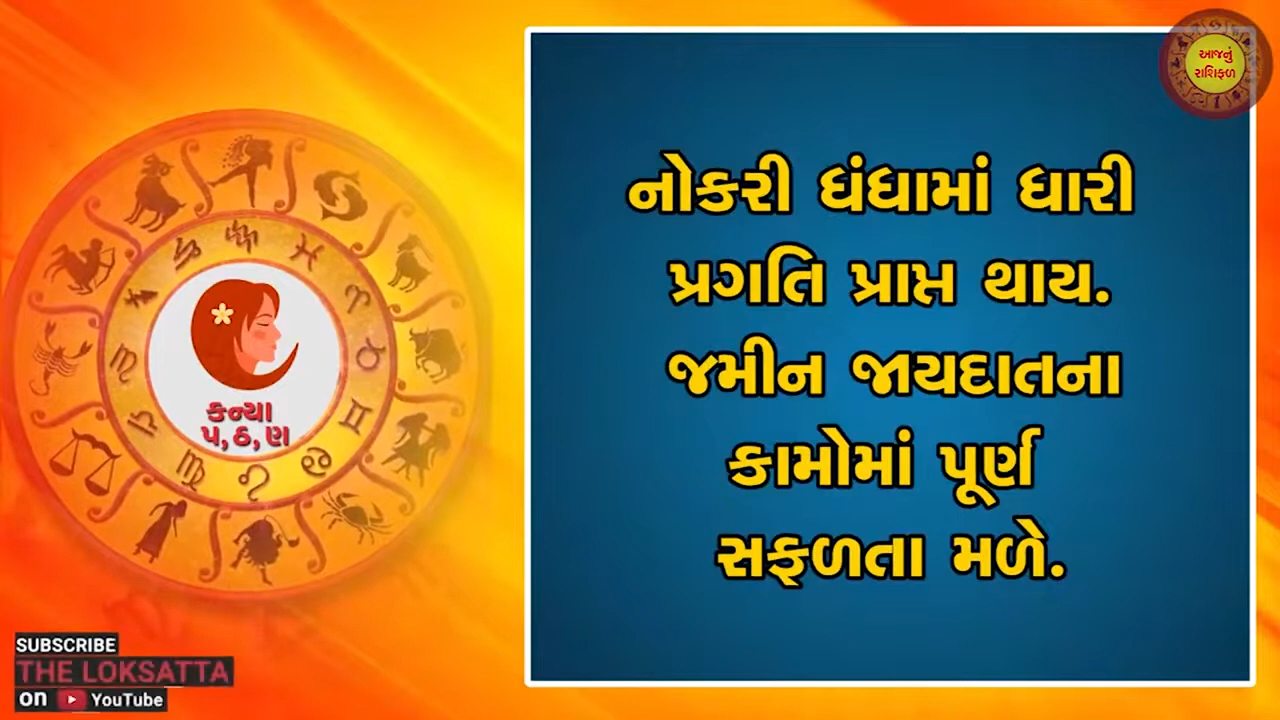 આજનું
રાશિફળ
નોકરી ધંધામાં ધારી
પ્રગતિ પ્રાપ્ત થાય.
જમીન જાયદાતના
કામોમાં પૂર્ણ
સફળતા મળે.
કન્યા
પ, ઠ, ણ
SUBSCRIBE
THE LOKSATTA
on YouTube